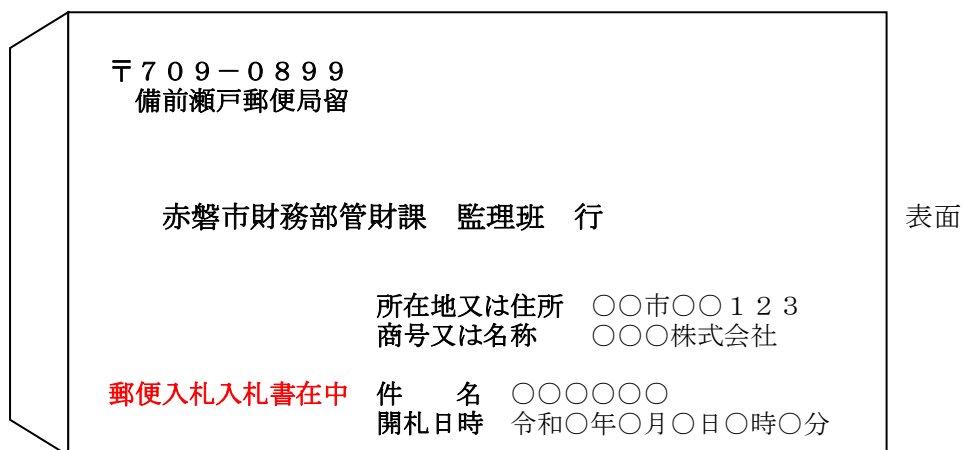 〒７０９－０８９９
備前瀬戸郵便局留
赤磐市財務部管財課　監理班　行
表面
所在地又は住所　○○市○○１２３
商号又は名称　○○○株式会社
郵便入札入札書在中　件　　名　○○○○○○
開札日時　令和○年○月○日○時○分